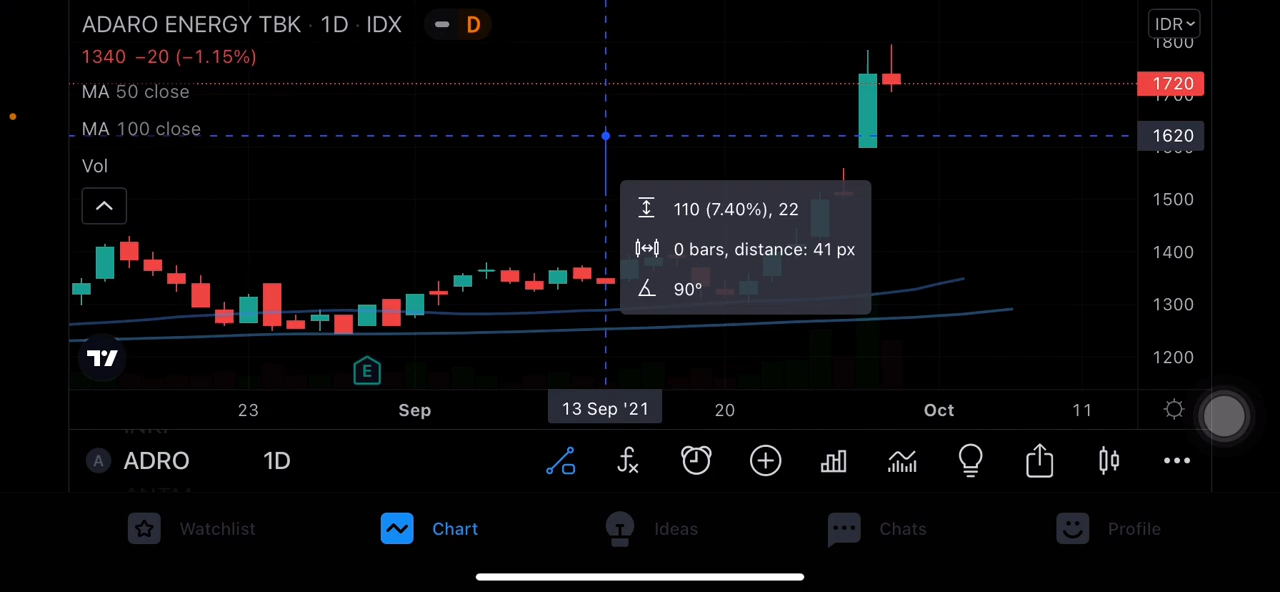 ADARO ENERGY TBK · 1D · IDX D
1340 −20 (−1.15%)
MA 50 close
MA 100 close
Vol
IDR
1800
1720
1700
1620
1500
1400
1300
1200
110 (7.40%), 22
0 bars, distance: 41 px
90°
E
23 Sep 13 Sep '21 20 Oct 11
A ADRO 1D
Watchlist Chart Ideas Chats Profile